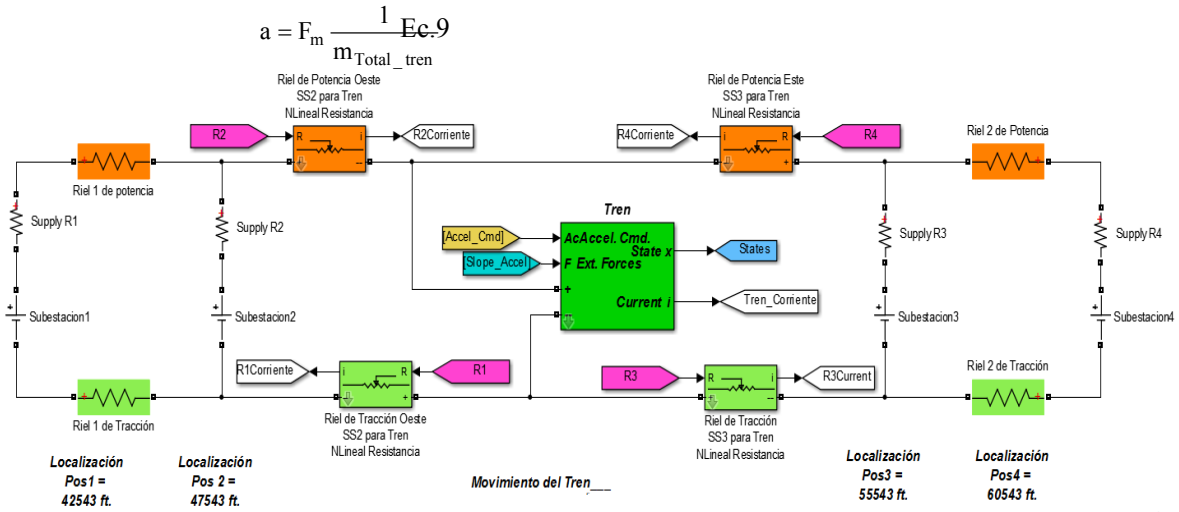 a = F_m 1 / m_Total_tren Ec.9
Riel de Potencia Oeste
SS2 para Tren
NLineal Resistancia
Riel de Potencia Este
SS3 para Tren
NLineal Resistancia
R2
R i
+ -
R2Corriente
R4Corriente
i R
- +
R4
Riel 2 de Potencia
Riel 1 de potencia
Supply R1
Supply R2
Tren
[Accel_Cmd]
[Slope_Accel]
AcAccel. Cmd.
State x
F Ext. Forces
+
Current i
-
States
Tren_Corriente
Supply R3
Supply R4
+
Subestacion1
+
Subestacion2
+
Subestacion3
+
Subestacion4
R1Corriente
i R
- +
R1
R3
R i
+ -
R3Current
Riel 2 de Tracción
Riel 1 de Tracción
Riel de Tracción Oeste
SS2 para Tren
NLineal Resistancia
Riel de Tracción
SS3 para Tren
NLineal Resistancia
Localización
Pos1 =
42543 ft.
Localización
Pos 2 =
47543 ft.
Movimiento del Tren___
Localización
Pos3 =
55543 ft.
Localización
Pos4 =
60543 ft.